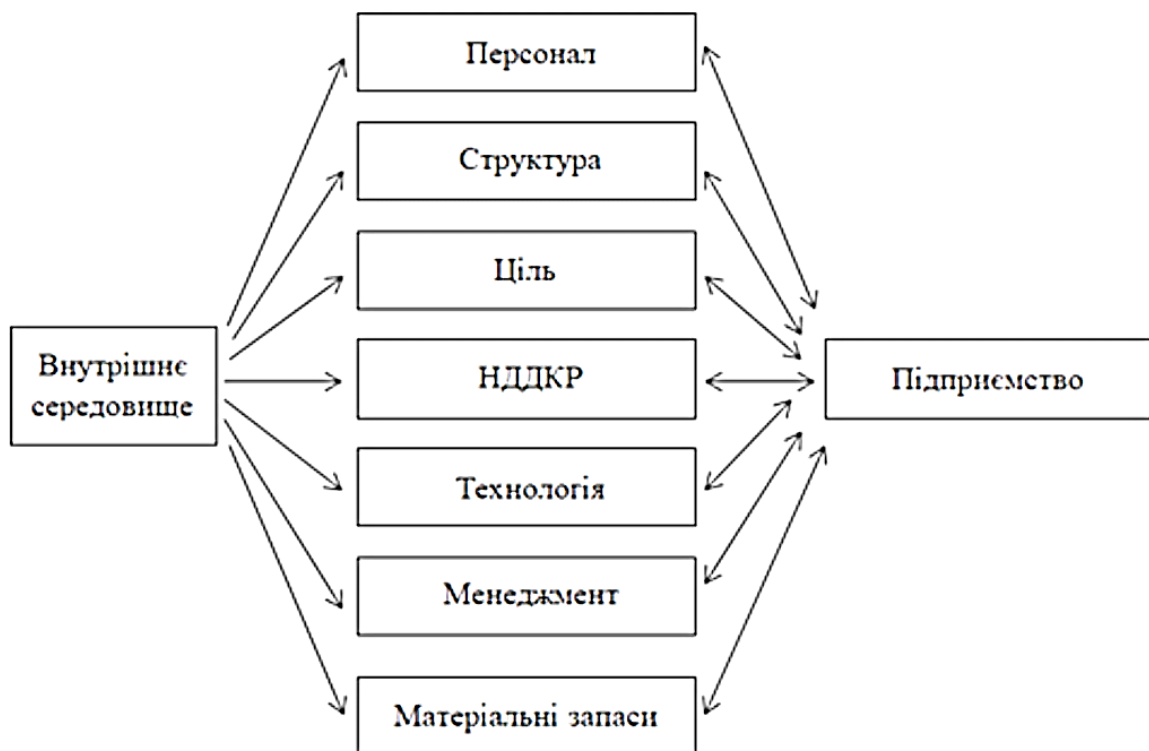 Персонал
Структура
Ціль
Внутрішнє
середовище
НДДКР
Підприємство
Технологія
Менеджмент
Матеріальні запаси